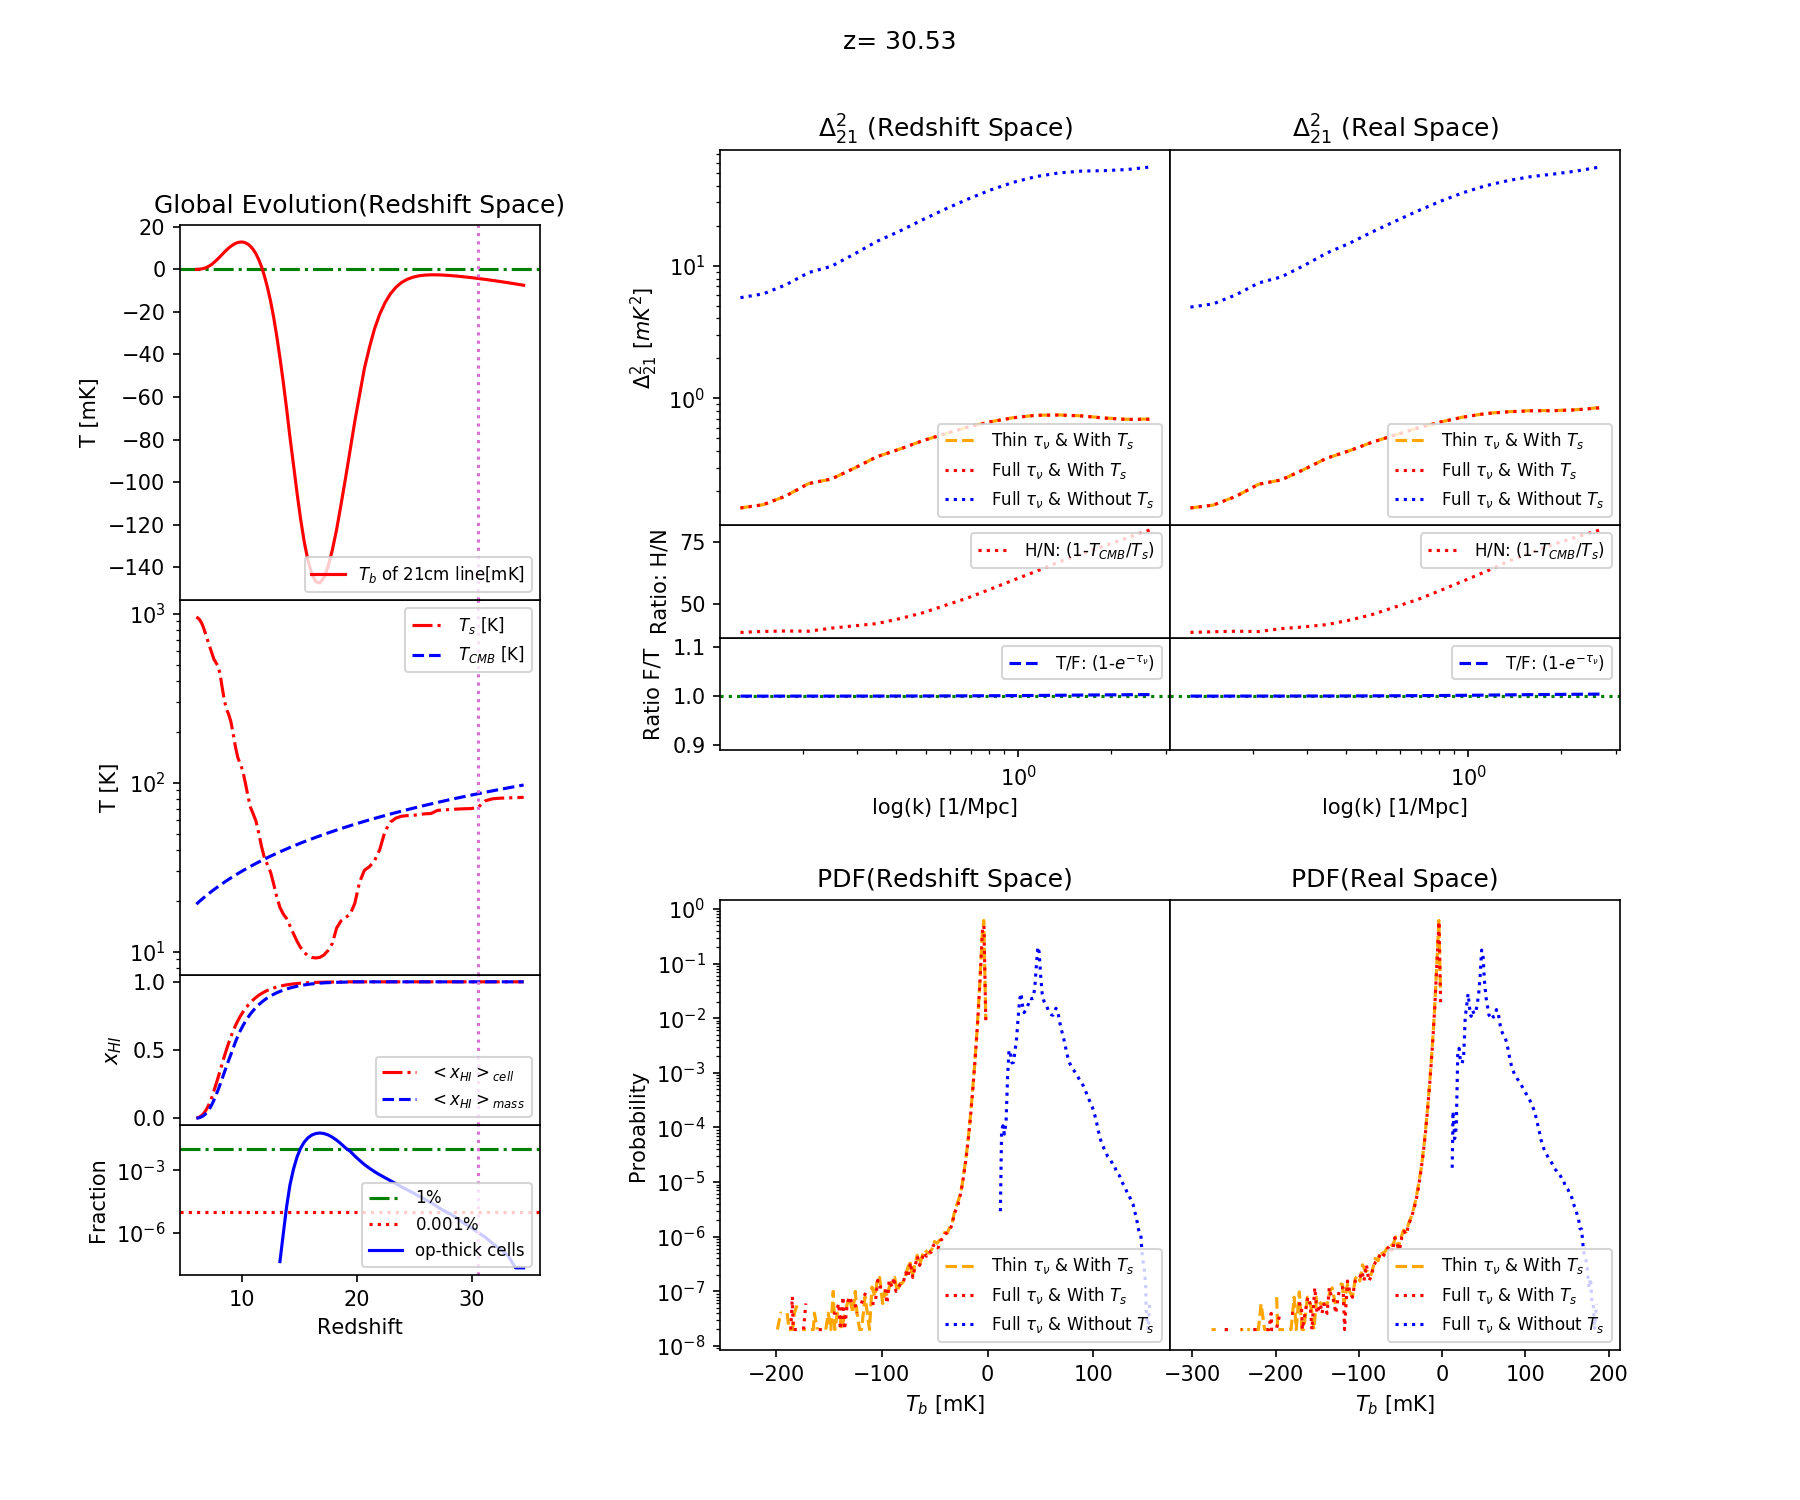 z= 30.53
Global Evolution(Redshift Space)
20
0
−20
−40
−60
−80
−100
−120
−140
T [mK]
T_b of 21cm line[mK]
10^3
10^2
10^1
T [K]
T_s [K]
T_CMB [K]
1.0
0.5
0.0
x_HI
< x_HI >_cell
< x_HI >_mass
10^−3
10^−6
Fraction
1%
0.001%
op-thick cells
10 20 30
Redshift
Δ^2_21 (Redshift Space)
Δ^2_21 (Real Space)
10^1
10^0
Δ^2_21 [mK^2]
Thin τ_ν & With T_s
Full τ_ν & With T_s
Full τ_ν & Without T_s
Thin τ_ν & With T_s
Full τ_ν & With T_s
Full τ_ν & Without T_s
75
50
Ratio: H/N
H/N: (1-T_CMB/T_s)
H/N: (1-T_CMB/T_s)
1.1
1.0
0.9
Ratio F/T
T/F: (1-e^−τ_ν)
T/F: (1-e^−τ_ν)
10^0
10^0
log(k) [1/Mpc]
log(k) [1/Mpc]
PDF(Redshift Space)
PDF(Real Space)
10^0
10^−1
10^−2
10^−3
10^−4
10^−5
10^−6
10^−7
10^−8
Probability
Thin τ_ν & With T_s
Full τ_ν & With T_s
Full τ_ν & Without T_s
Thin τ_ν & With T_s
Full τ_ν & With T_s
Full τ_ν & Without T_s
−200 −100 0 100
−300 −200 −100 0 100 200
T_b [mK]
T_b [mK]